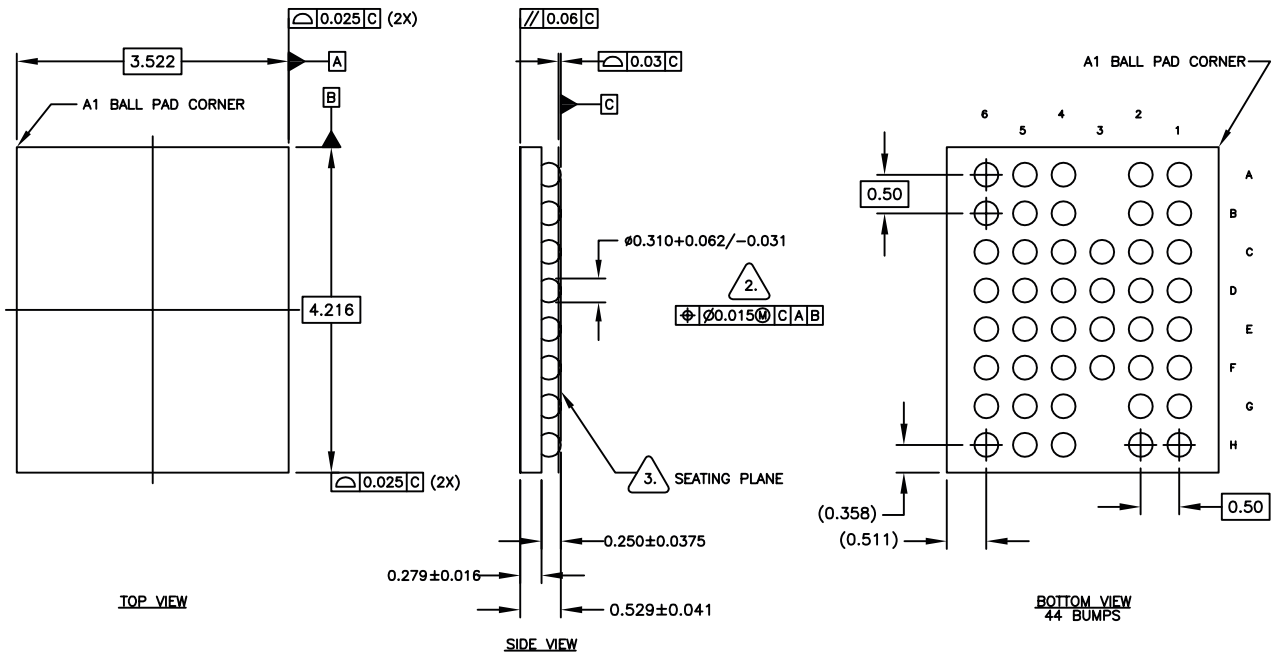 ⌓ 0.025 C (2X)
3.522
A
A1 BALL PAD CORNER
B
4.216
⌓ 0.025 C (2X)
TOP VIEW
// 0.06 C
⌓ 0.03 C
C
ø0.310+0.062/-0.031
2.
⌖ Ø0.015Ⓜ C A B
3. SEATING PLANE
0.250±0.0375
0.279±0.016
0.529±0.041
SIDE VIEW
A1 BALL PAD CORNER
6 5 4 3 2 1
A
B
C
D
E
F
G
H
0.50
(0.358)
(0.511)
0.50
BOTTOM VIEW
44 BUMPS